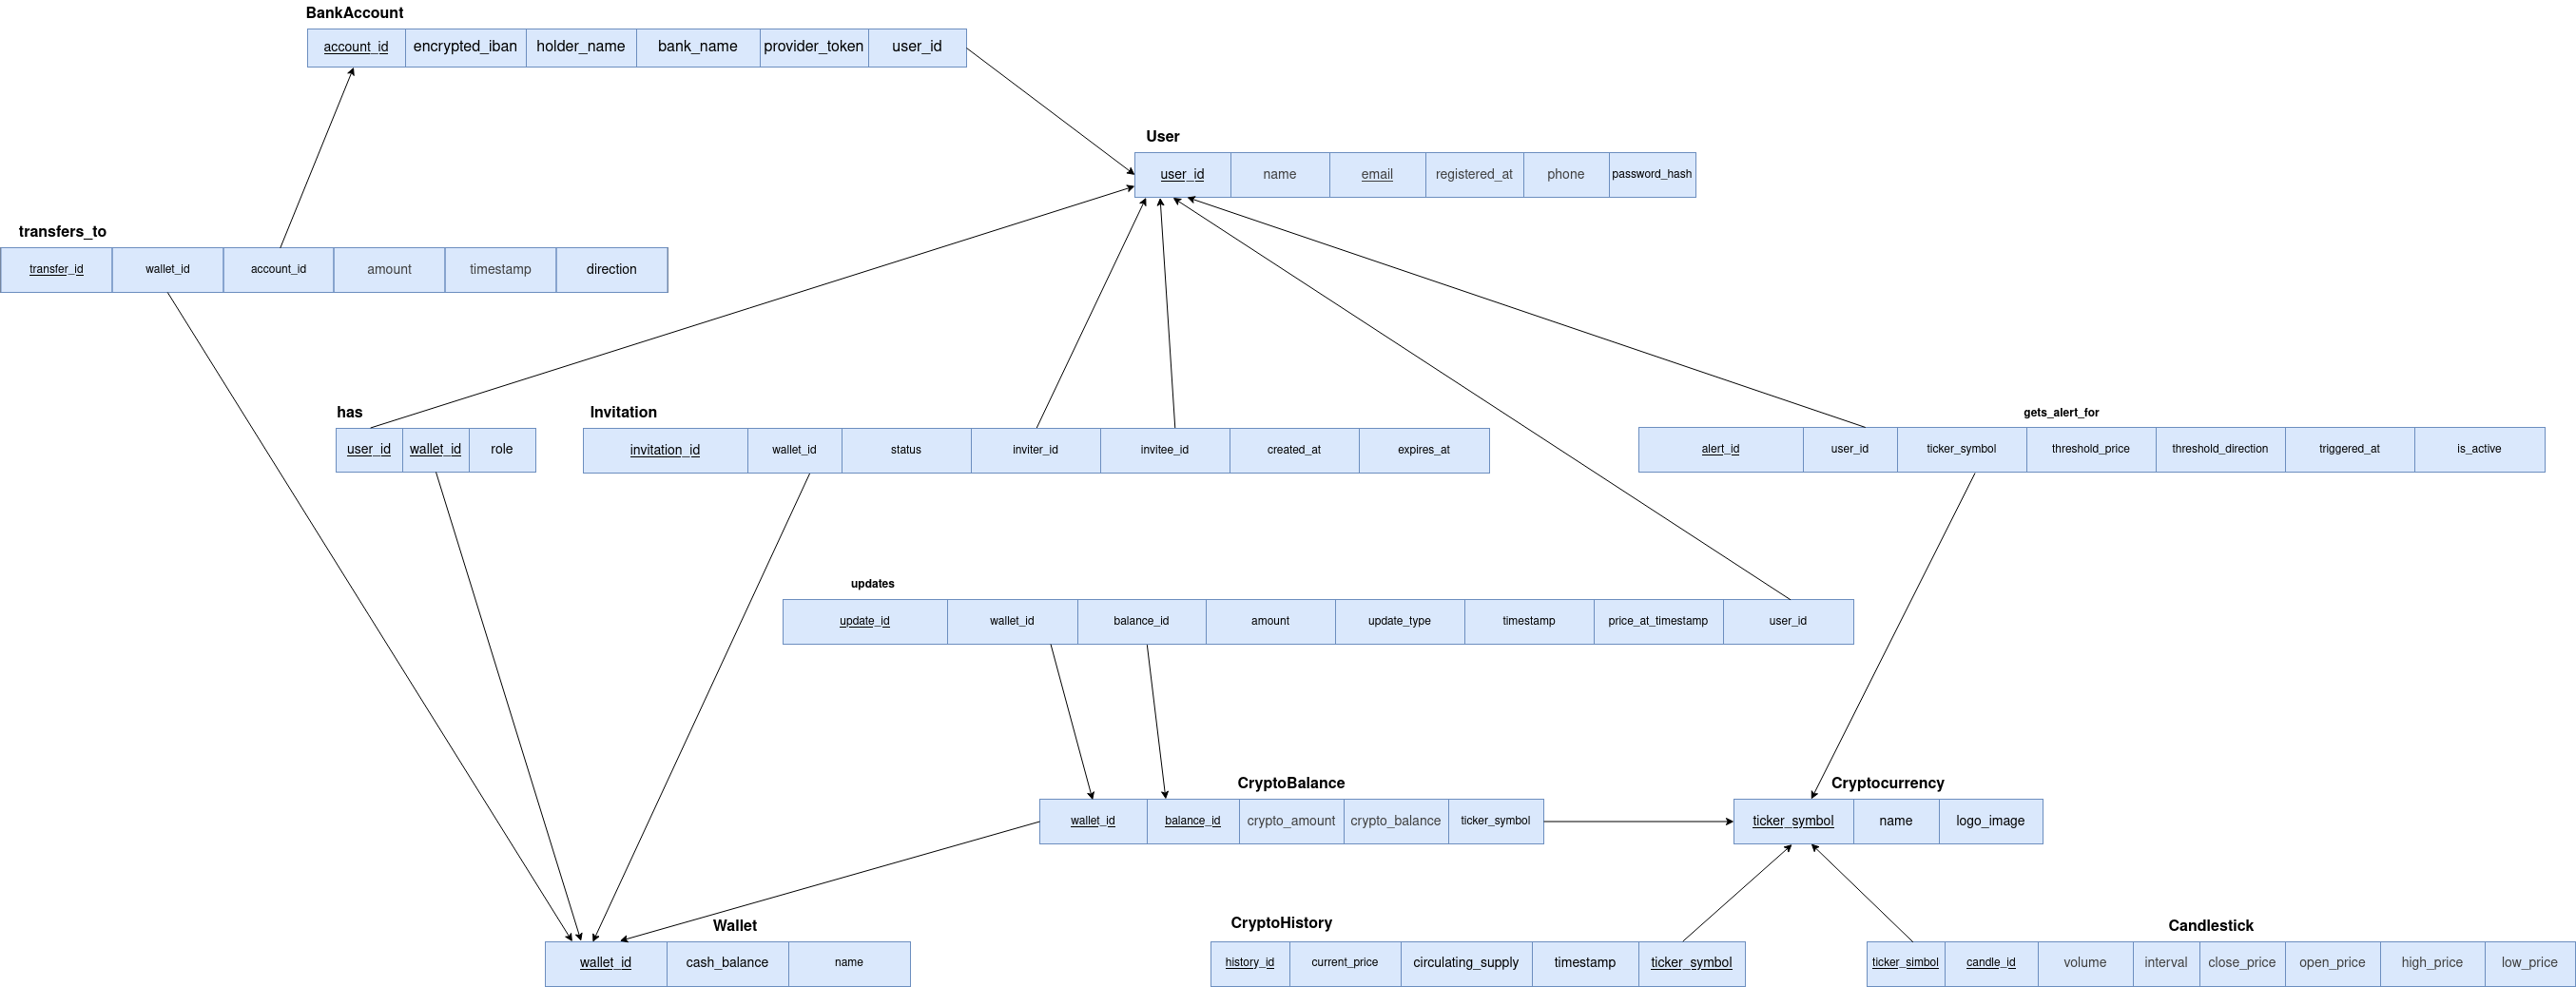 BankAccount
account_id encrypted_iban holder_name bank_name provider_token user_id
User
user_id name email registered_at phone password_hash
transfers_to
transfer_id wallet_id account_id amount timestamp direction
has Invitation gets_alert_for
user_id wallet_id role invitation_id wallet_id status inviter_id invitee_id created_at expires_at alert_id user_id ticker_symbol threshold_price threshold_direction triggered_at is_active
updates
update_id wallet_id balance_id amount update_type timestamp price_at_timestamp user_id
CryptoBalance Cryptocurrency
wallet_id balance_id crypto_amount crypto_balance ticker_symbol ticker_symbol name logo_image
Wallet CryptoHistory Candlestick
wallet_id cash_balance name history_id current_price circulating_supply timestamp ticker_symbol ticker_simbol candle_id volume interval close_price open_price high_price low_price